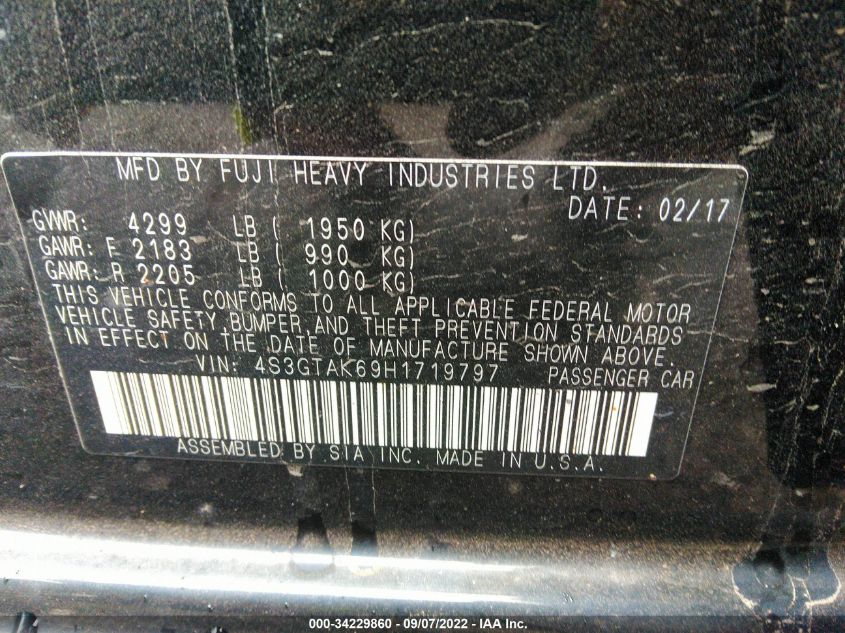 MFD BY FUJI HEAVY INDUSTRIES LTD.
DATE: 02/17
GVWR: 4299 LB ( 1950 KG)
GAWR: F 2183 LB ( 990 KG)
GAWR: R 2205 LB ( 1000 KG)
THIS VEHICLE CONFORMS TO ALL APPLICABLE FEDERAL MOTOR
VEHICLE SAFETY, BUMPER, AND THEFT PREVENTION STANDARDS
IN EFFECT ON THE DATE OF MANUFACTURE SHOWN ABOVE.
VIN: 4S3GTAK69H1719797 PASSENGER CAR
ASSEMBLED BY SIA INC. MADE IN U.S.A.
000-34229860 - 09/07/2022 - IAA Inc.